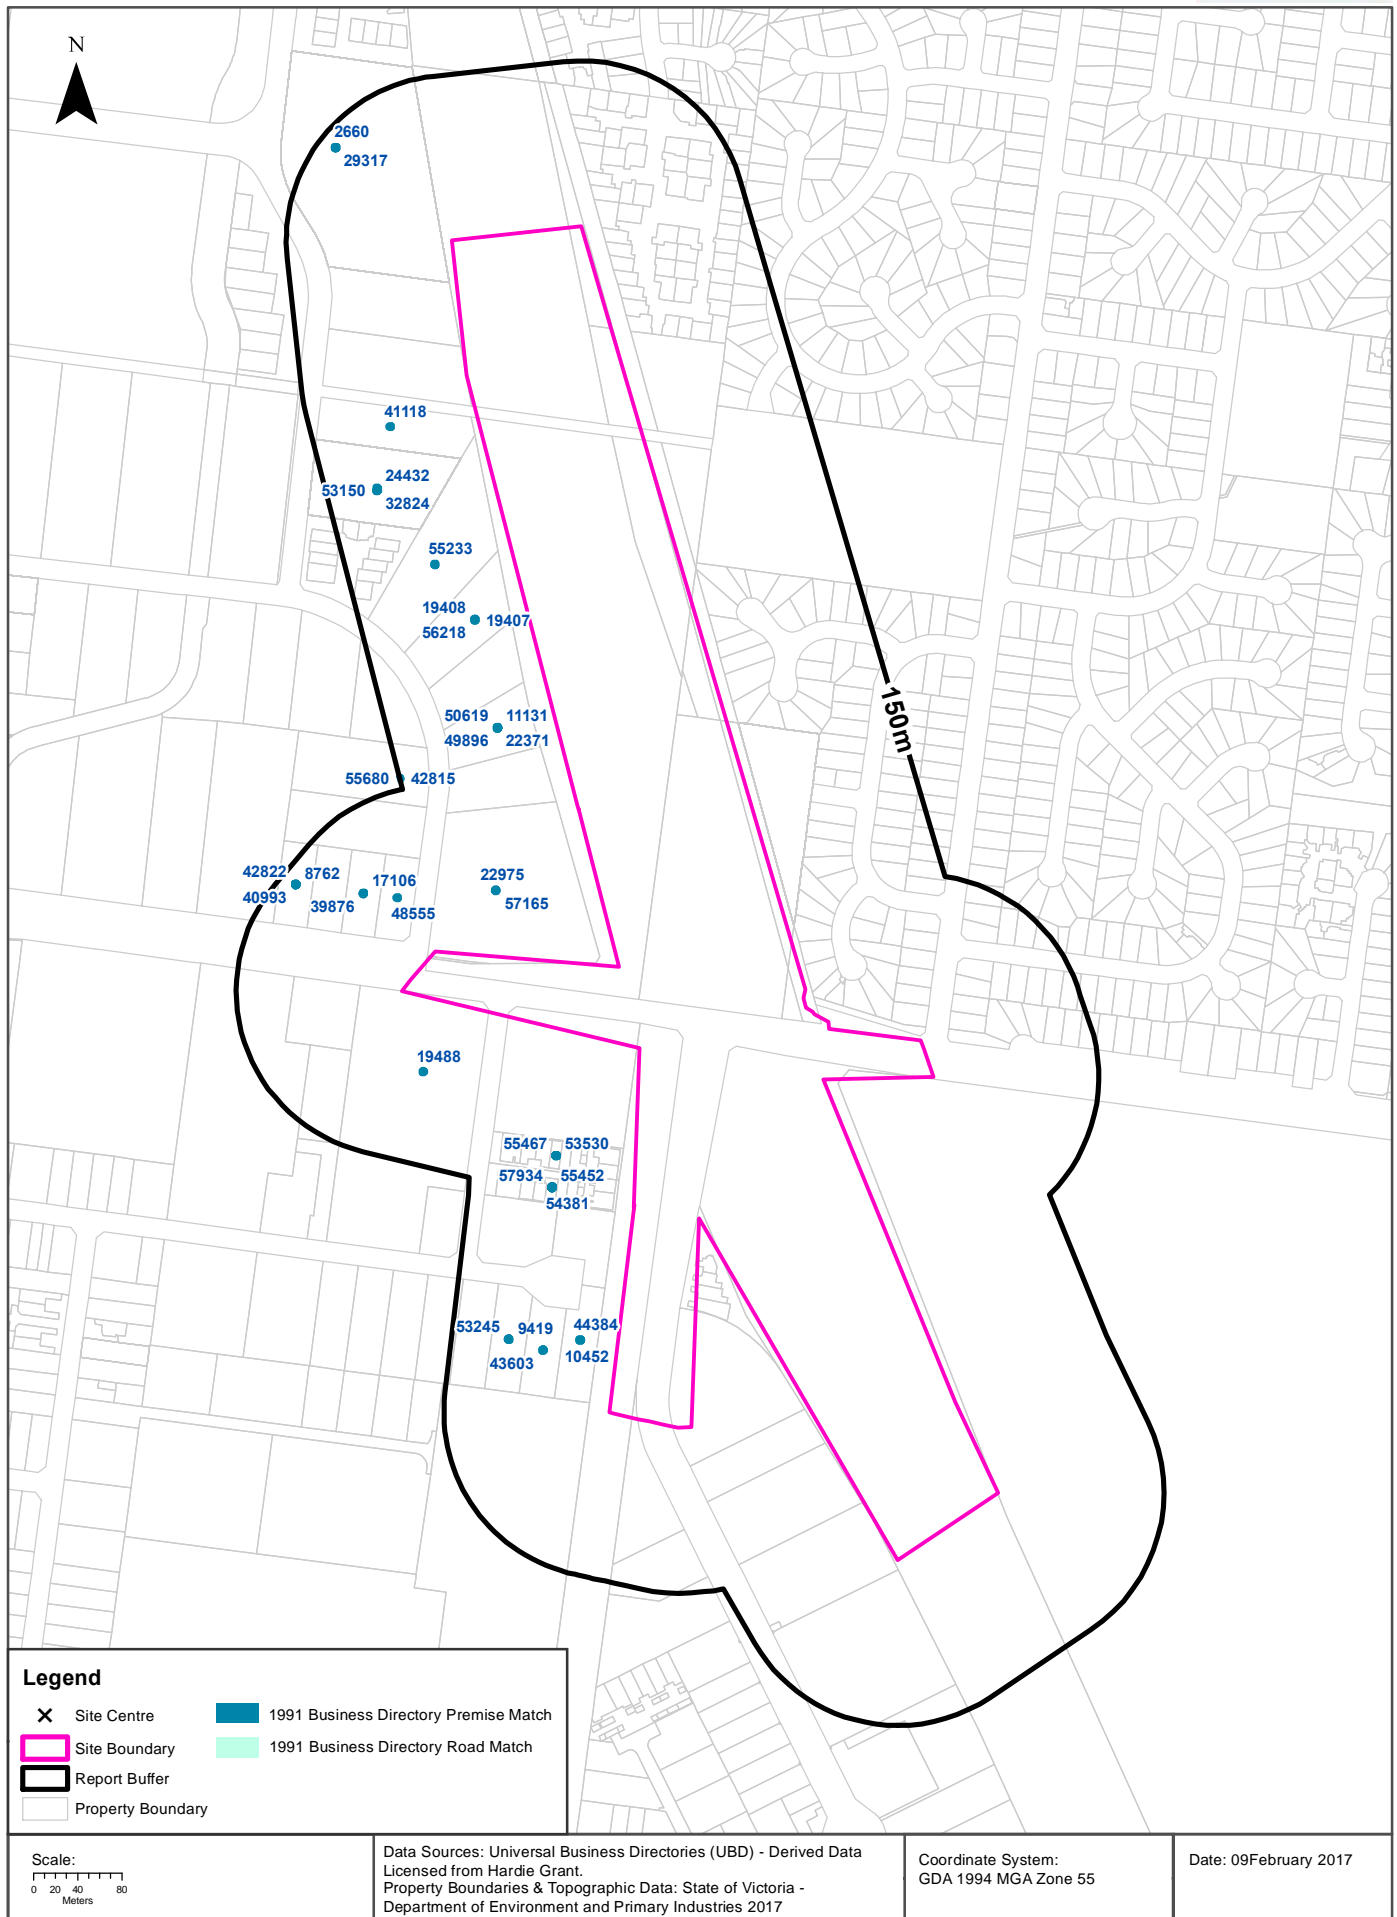 N
2660
29317
41118
24432
53150
32824
55233
19408
19407
56218
50619 11131
49896 22371
55680 42815
42822 8762
40993
17106
39876
48555
22975
57165
150m
19488
55467 53530
57934 55452
54381
53245 9419
43603
44384
10452
Legend
Site Centre
1991 Business Directory Premise Match
Site Boundary
1991 Business Directory Road Match
Report Buffer
Property Boundary
Scale:
0 20 40 80
Meters
Data Sources: Universal Business Directories (UBD) - Derived Data
Licensed from Hardie Grant.
Property Boundaries & Topographic Data: State of Victoria -
Department of Environment and Primary Industries 2017
Coordinate System:
GDA 1994 MGA Zone 55
Date: 09February 2017